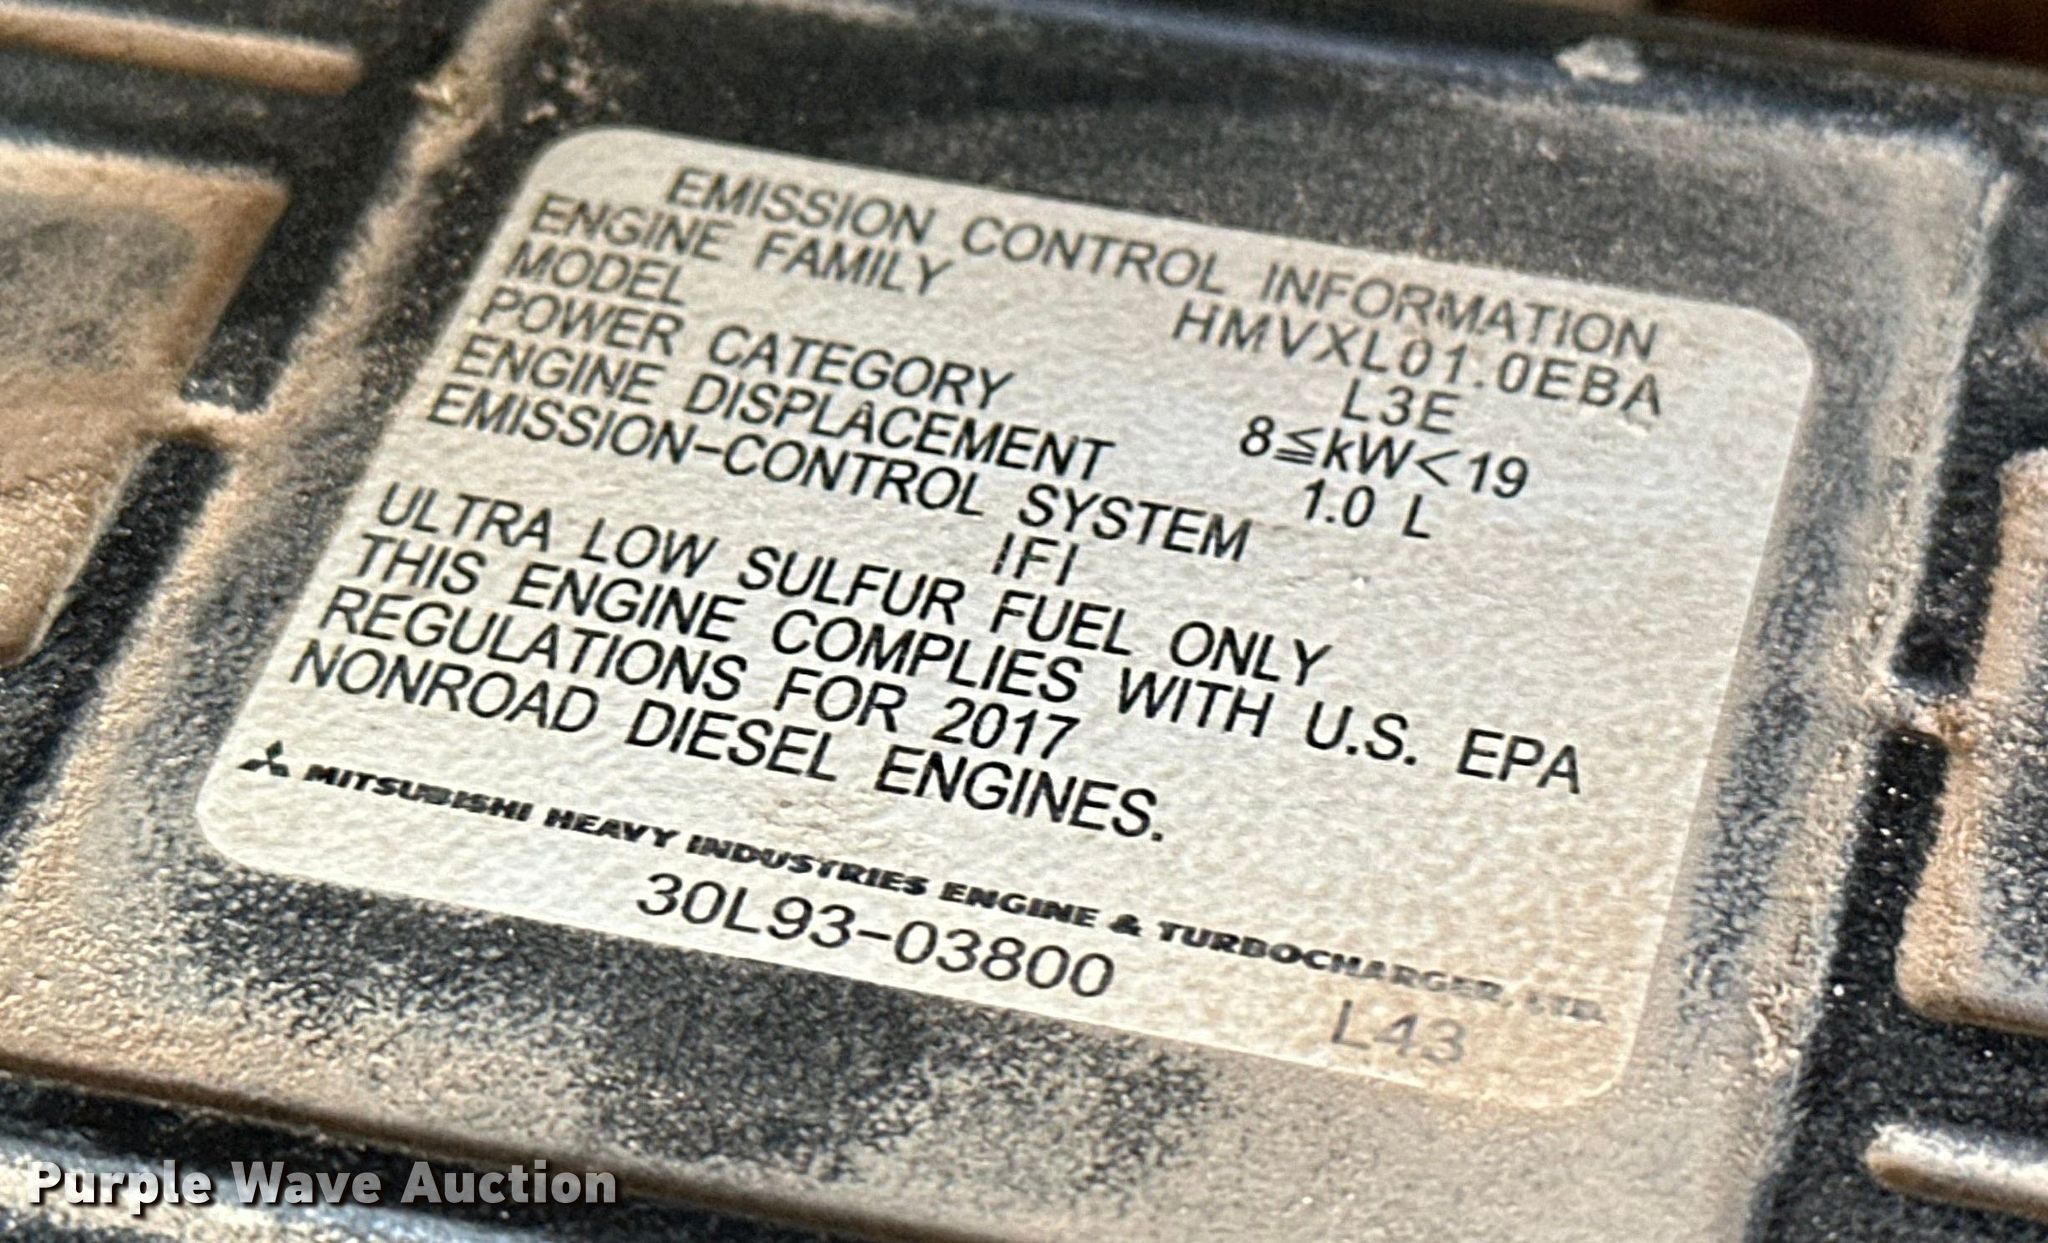 EMISSION CONTROL INFORMATION
ENGINE FAMILY HMVXL01.0EBA
MODEL L3E
POWER CATEGORY 8≦kW<19
ENGINE DISPLACEMENT 1.0 L
EMISSION-CONTROL SYSTEM
IFI
ULTRA LOW SULFUR FUEL ONLY
THIS ENGINE COMPLIES WITH U.S. EPA
REGULATIONS FOR 2017
NONROAD DIESEL ENGINES.
MITSUBISHI HEAVY INDUSTRIES ENGINE & TURBOCHARGER, LTD.
30L93-03800
L43
Purple Wave Auction